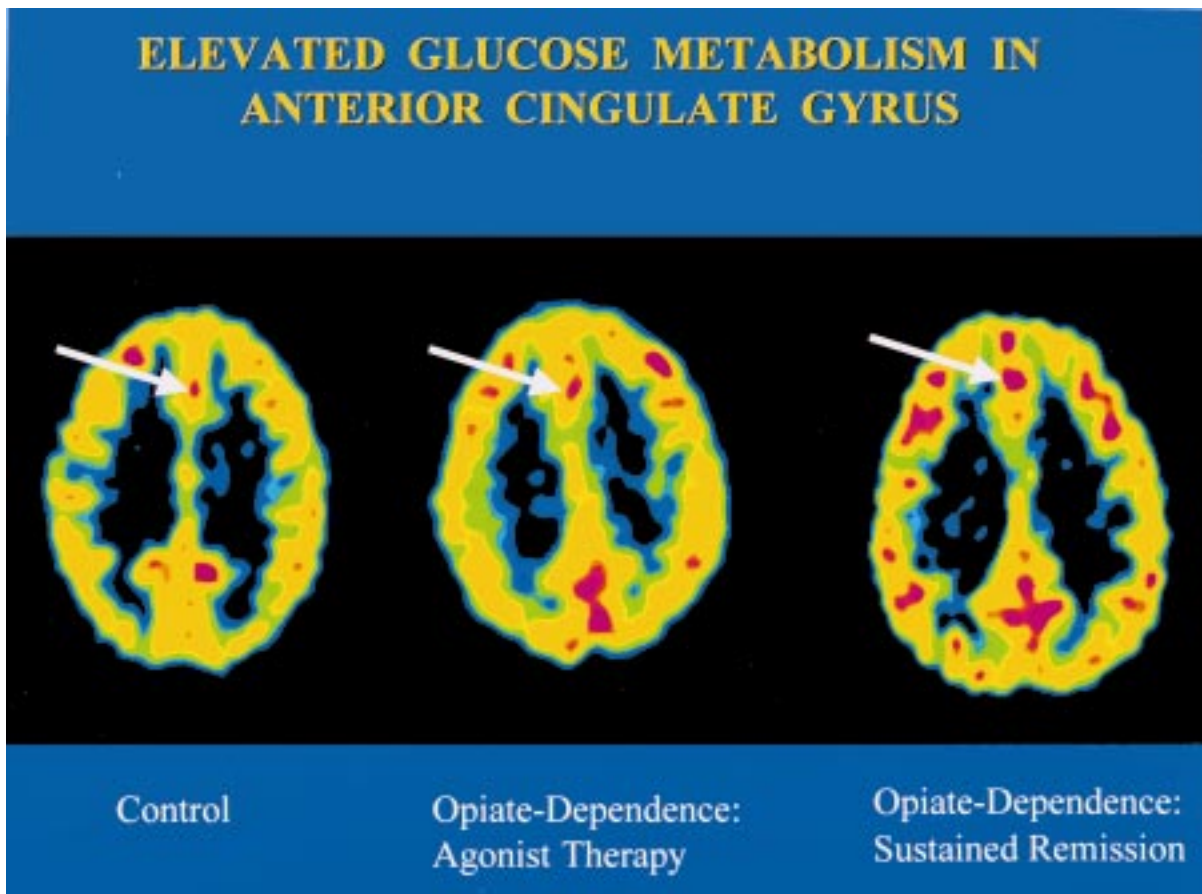 ELEVATED GLUCOSE METABOLISM IN
ANTERIOR CINGULATE GYRUS
Control
Opiate-Dependence:
Agonist Therapy
Opiate-Dependence:
Sustained Remission